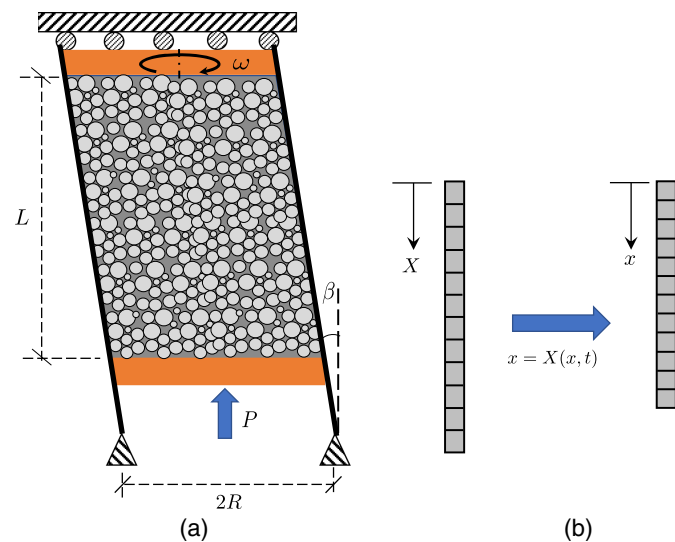 ω
L
β
P
2R
(a)
X
x
x = X(x, t)
(b)